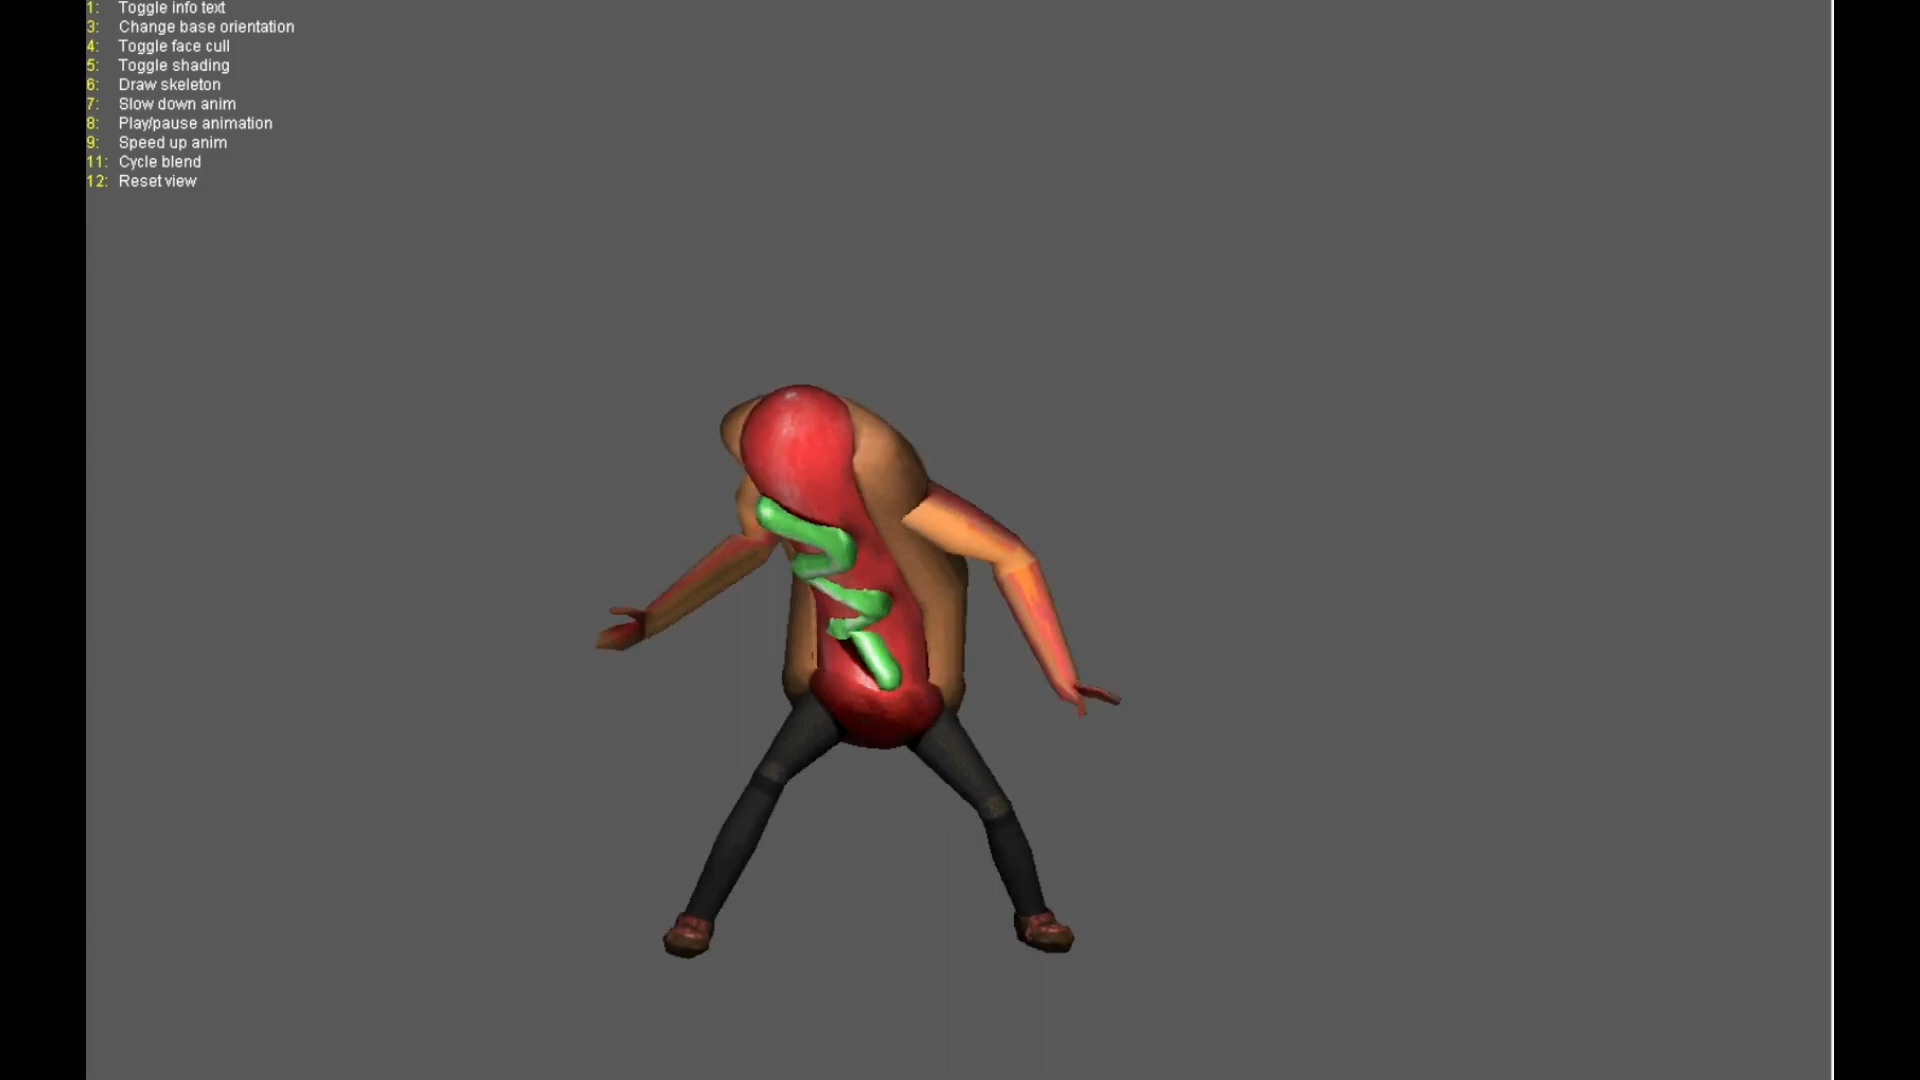 1: Toggle info text
3: Change base orientation
4: Toggle face cull
5: Toggle shading
6: Draw skeleton
7: Slow down anim
8: Play/pause animation
9: Speed up anim
11: Cycle blend
12: Reset view